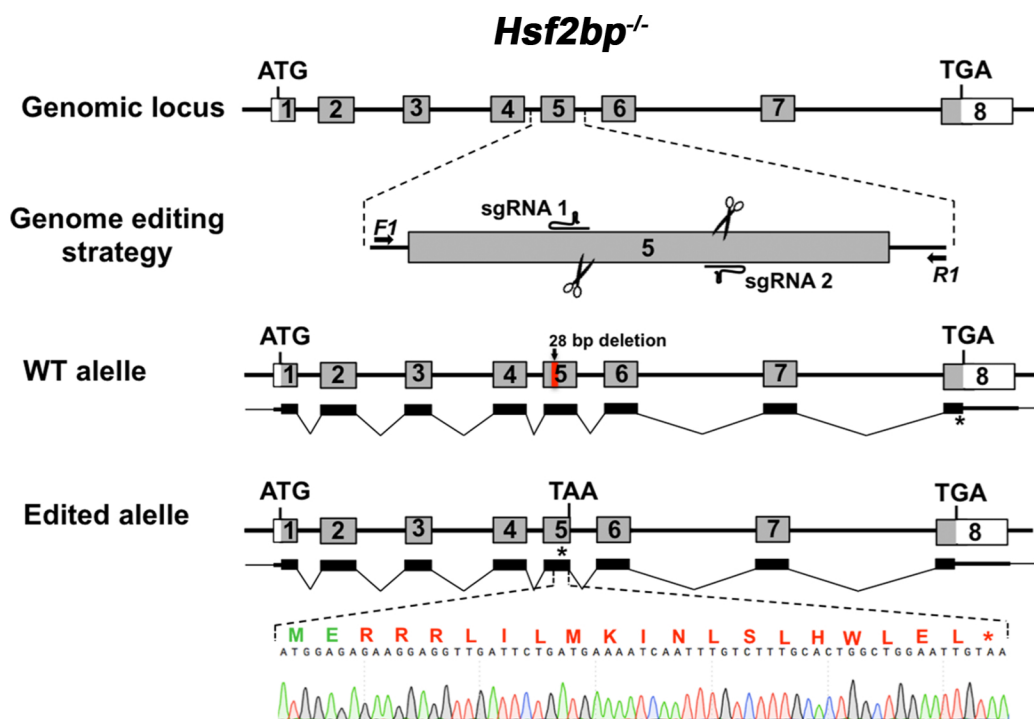 Hsf2bp-/-
ATG TGA
Genomic locus 1 2 3 4 5 6 7 8
Genome editing
strategy
F1 sgRNA 1 5 sgRNA 2 R1
ATG 28 bp deletion TGA
WT alelle 1 2 3 4 5 6 7 8
*
ATG TAA TGA
Edited alelle 1 2 3 4 5 6 7 8
*
M E R R R L I L M K I N L S L H W L E L *
ATGGAGAGAAGGAGGTTGATTCTGATGAAAATCAATTTGTCTTTGCACTGGCTGGAATTGTAA